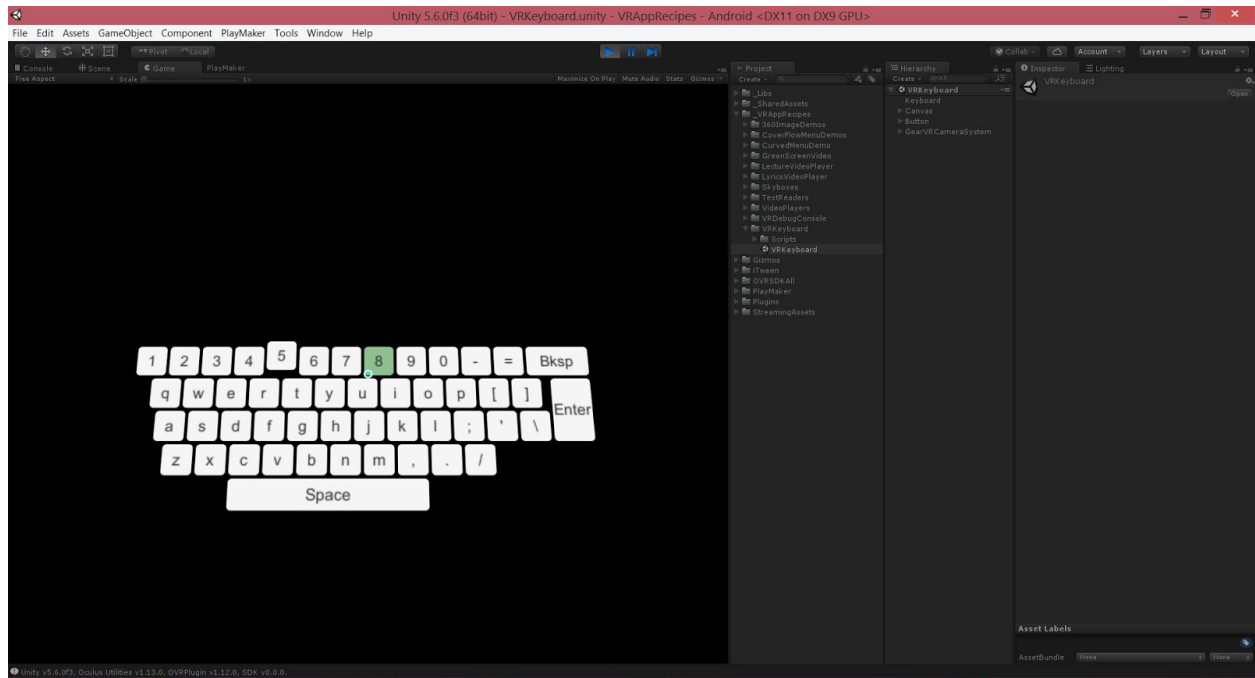 Unity 5.6.0f3 (64bit) - VRKeyboard.unity - VRAppRecipes - Android <DX11 on DX9 GPU>
File Edit Assets GameObject Component PlayMaker Tools Window Help
Pivot Local
Collab Account Layers Layout
Console Scene Game PlayMaker
Free Aspect Scale 1x Maximize On Play Mute Audio Stats Gizmos
Project
Create
_Libs
_SharedAssets
_VRAppRecipes
360ImageDemos
CoverFlowMenuDemos
CurvedMenuDemo
GreenScreenVideo
LectureVideoPlayer
LyricsVideoPlayer
Skyboxes
TextReaders
VideoPlayers
VRDebugConsole
VRKeyboard
Scripts
VRKeyboard
Gizmos
iTween
OVRSDKAll
PlayMaker
Plugins
StreamingAssets
Hierarchy
Create All
VRKeyboard
Keyboard
Canvas
Button
GearVRCameraSystem
Inspector Lighting
VRKeyboard
Open
1 2 3 4 5 6 7 8 9 0 - = Bksp
q w e r t y u i o p [ ]
Enter
a s d f g h j k l ; ' \
z x c v b n m , . /
Space
Asset Labels
AssetBundle None None
Unity v5.6.0f3, Oculus Utilities v1.13.0, OVRPlugin v1.12.0, SDK v0.0.0.